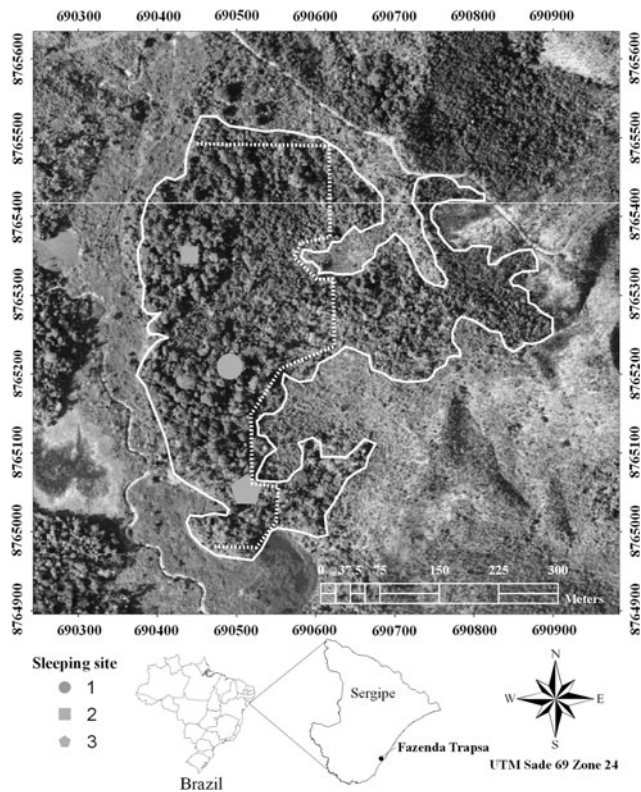 690300 690400 690500 690600 690700 690800 690900
8765600 8765600
8765500 8765500
8765400 8765400
8765300 8765300
8765200 8765200
8765100 8765100
8765000 8765000
8764900 8764900
0 37.5 75 150 225 300
Meters
690300 690400 690500 690600 690700 690800 690900
Sleeping site
1
2
3
Brazil
Sergipe
Fazenda Trapsa
N
W E
S
UTM Sade 69 Zone 24